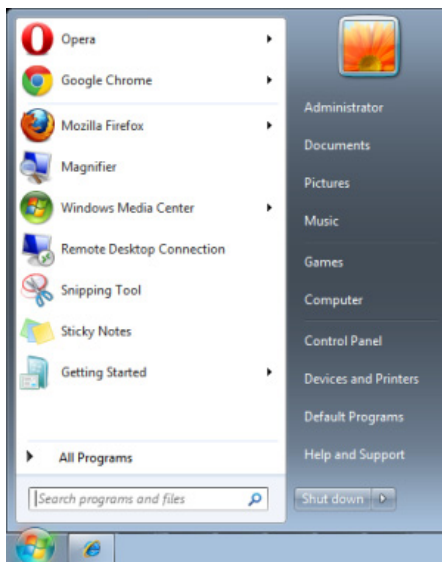 Opera
Google Chrome
Mozilla Firefox
Magnifier
Windows Media Center
Remote Desktop Connection
Snipping Tool
Sticky Notes
Getting Started
All Programs
Search programs and files
Administrator
Documents
Pictures
Music
Games
Computer
Control Panel
Devices and Printers
Default Programs
Help and Support
Shut down